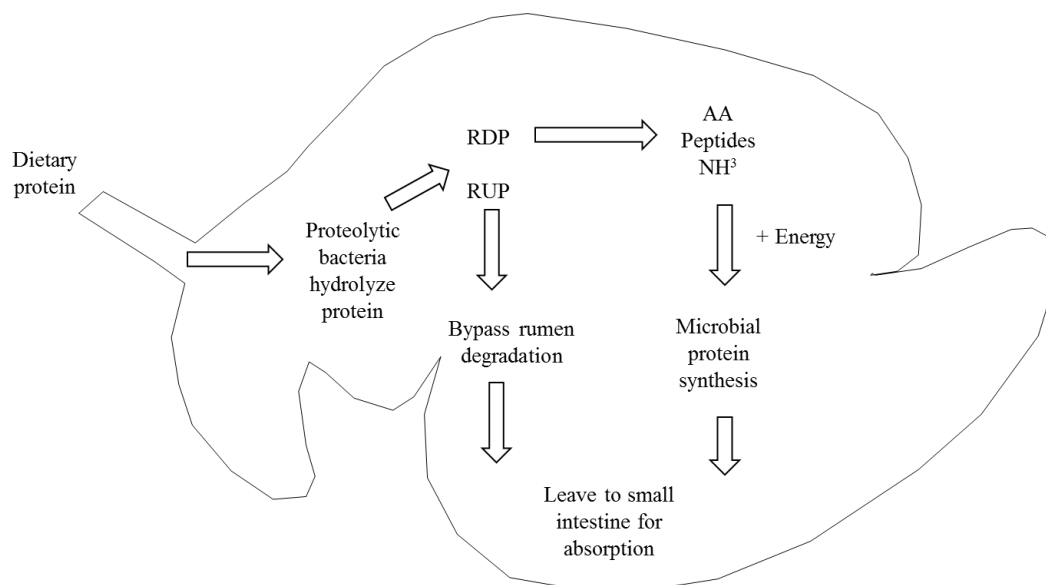 Dietary
protein
Proteolytic
bacteria
hydrolyze
protein
RDP
RUP
AA
Peptides
NH³
+ Energy
Bypass rumen
degradation
Microbial
protein
synthesis
Leave to small
intestine for
absorption